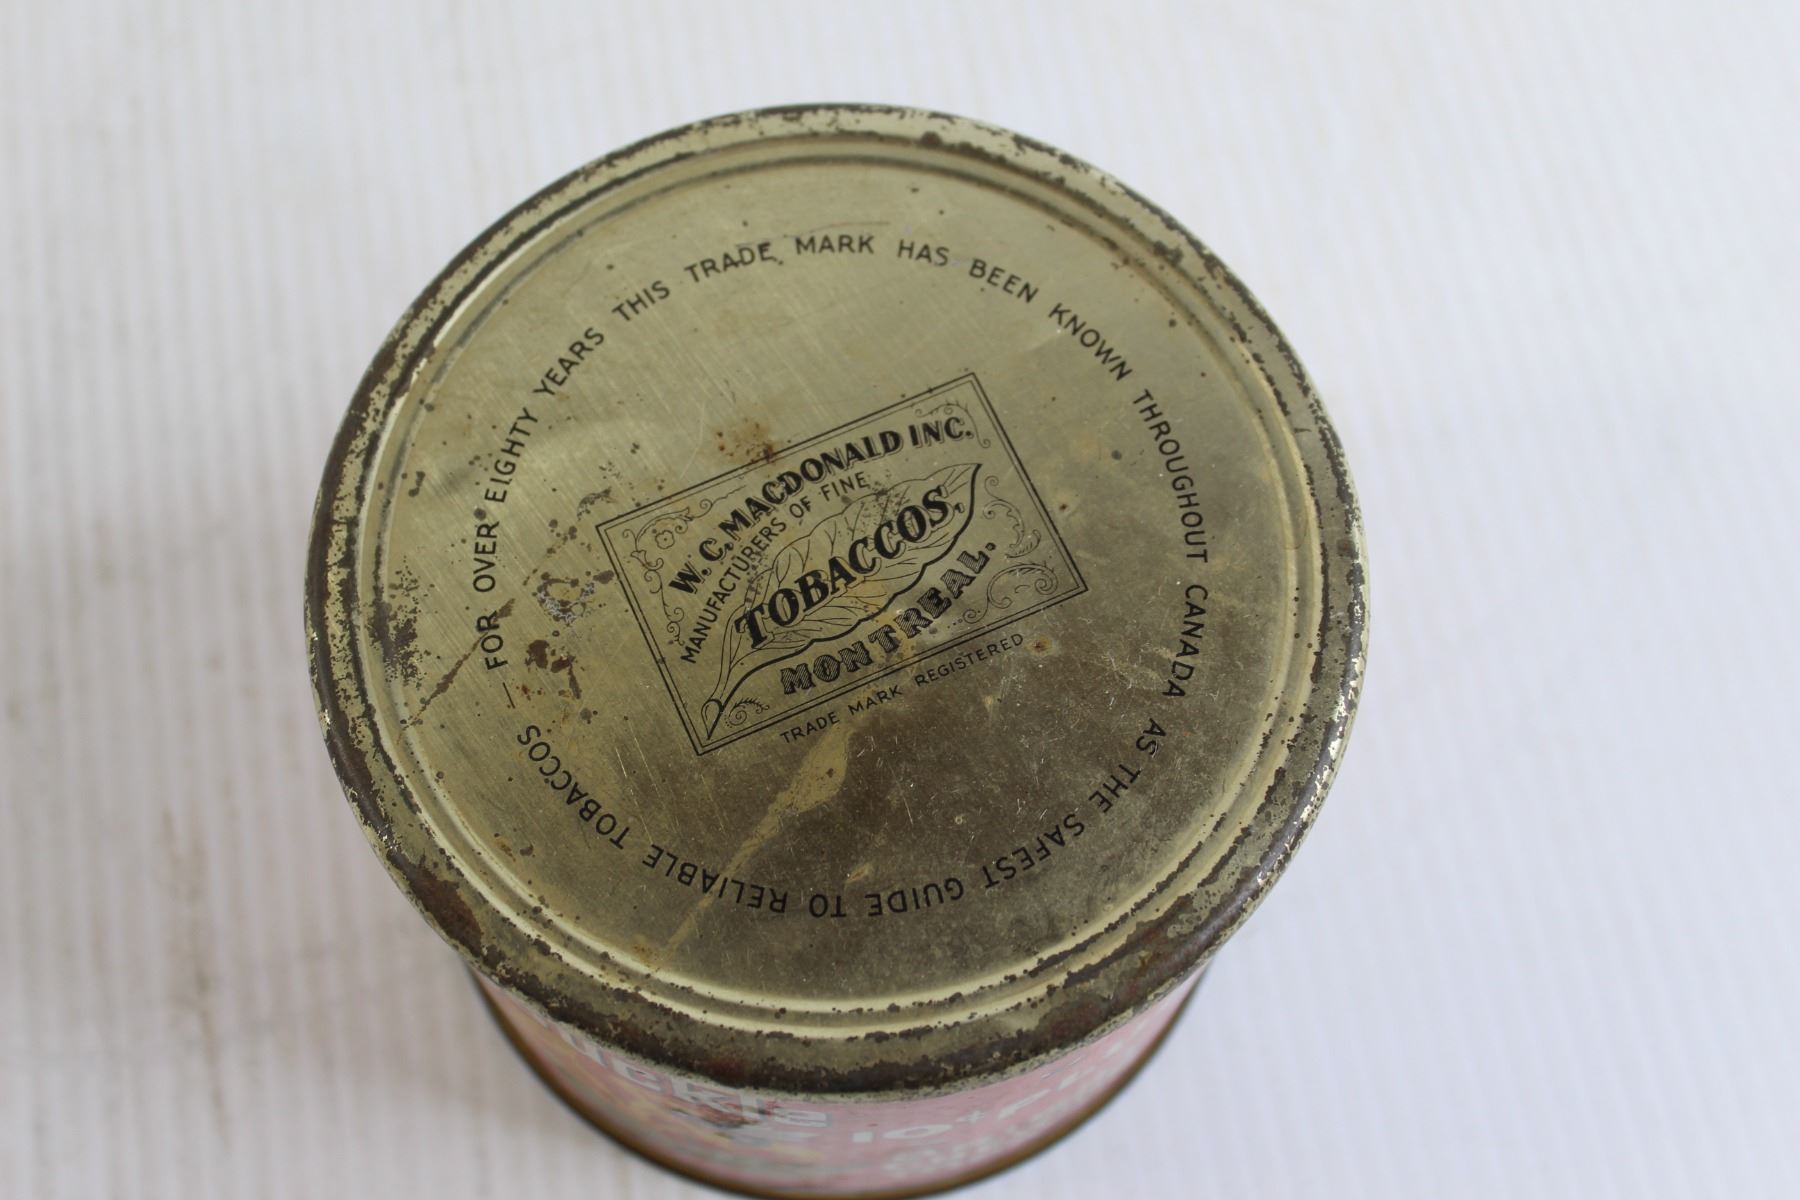 FOR OVER EIGHTY YEARS THIS TRADE MARK HAS BEEN KNOWN THROUGHOUT CANADA AS THE SAFEST GUIDE TO RELIABLE TOBACCOS —
W. C. MACDONALD INC.
MANUFACTURERS OF FINE
TOBACCOS.
MONTREAL.
TRADE MARK REGISTERED